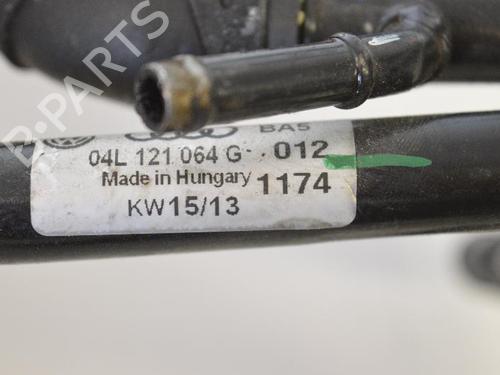 B-PARTS
BA5
04L 121 064 G 012
Made in Hungary 1174
KW15/13